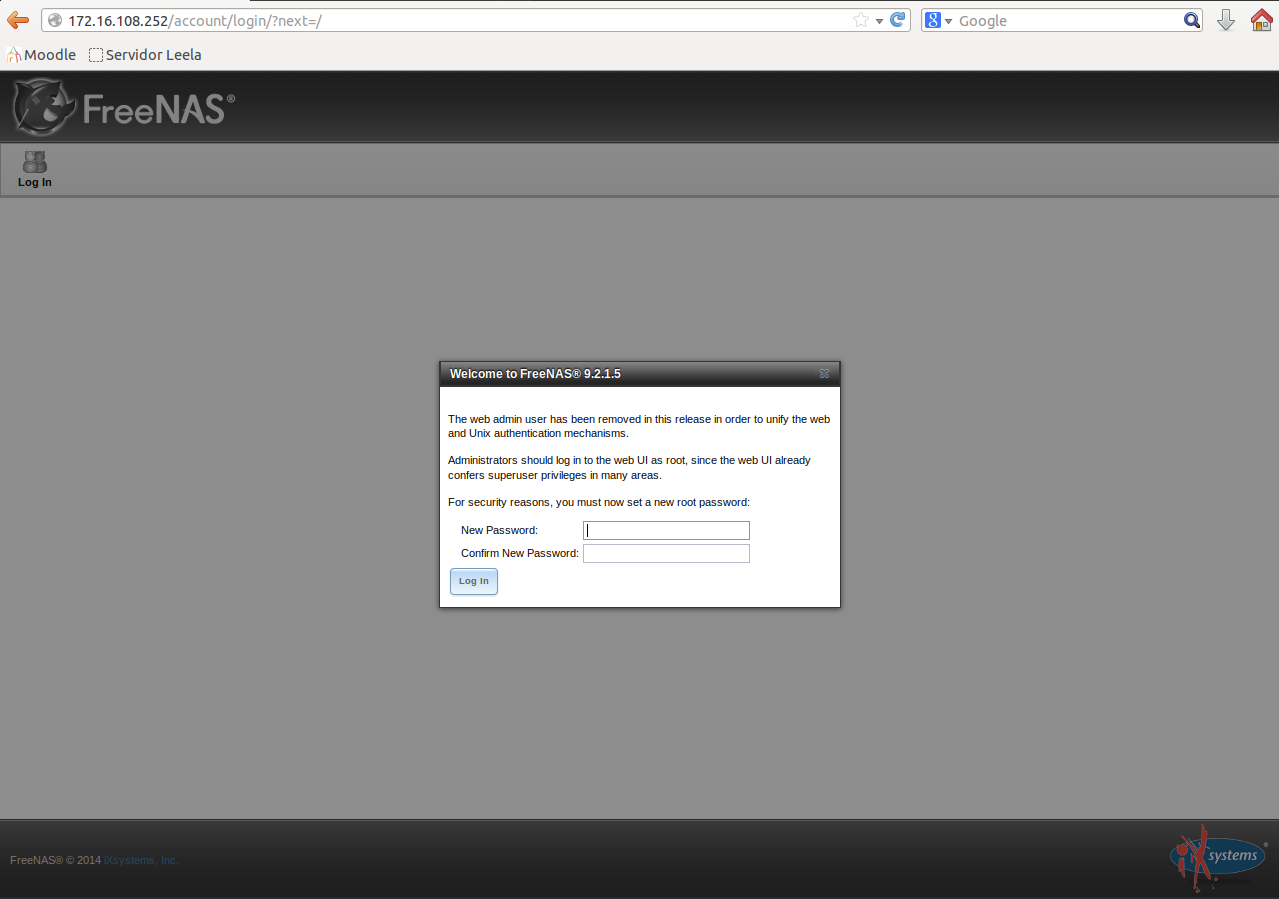 172.16.108.252/account/login/?next=/
Google
Moodle
Servidor Leela
FreeNAS®
Log In
Welcome to FreeNAS® 9.2.1.5
The web admin user has been removed in this release in order to unify the web
and Unix authentication mechanisms.
Administrators should log in to the web UI as root, since the web UI already
confers superuser privileges in many areas.
For security reasons, you must now set a new root password:
New Password:
Confirm New Password:
Log In
FreeNAS® © 2014 iXsystems, Inc.
iXsystems®